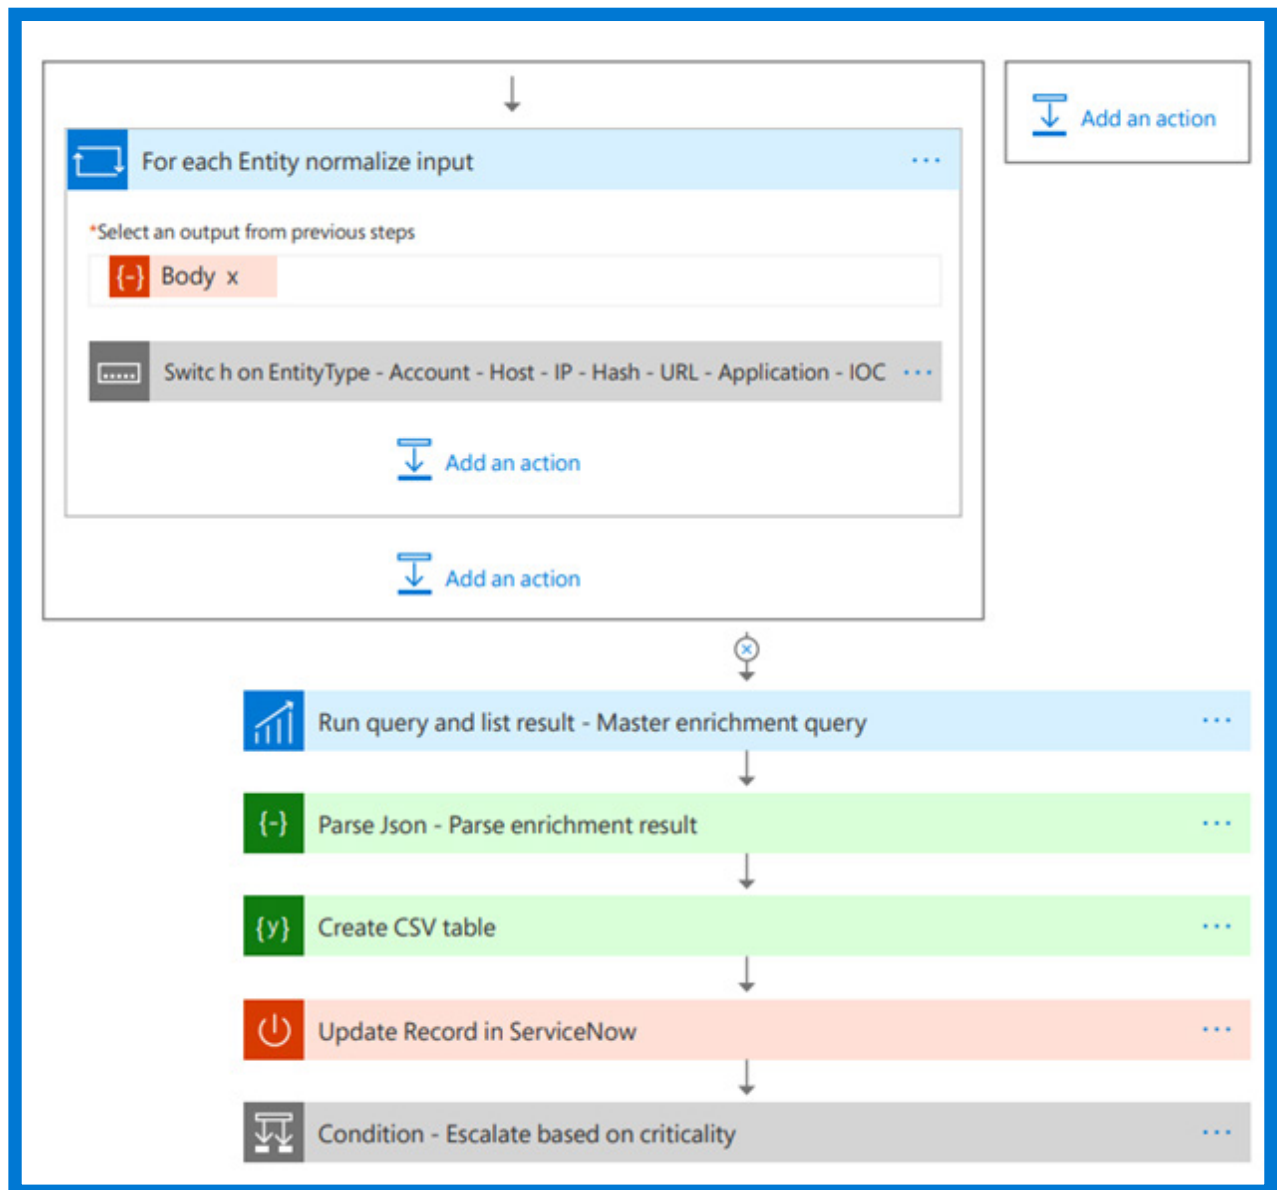 Add an action
For each Entity normalize input
...
*Select an output from previous steps
{-} Body x
Switc h on EntityType - Account - Host - IP - Hash - URL - Application - IOC ...
Add an action
Add an action
Run query and list result - Master enrichment query ...
{-} Parse Json - Parse enrichment result ...
{y} Create CSV table ...
Update Record in ServiceNow ...
Condition - Escalate based on criticality ...